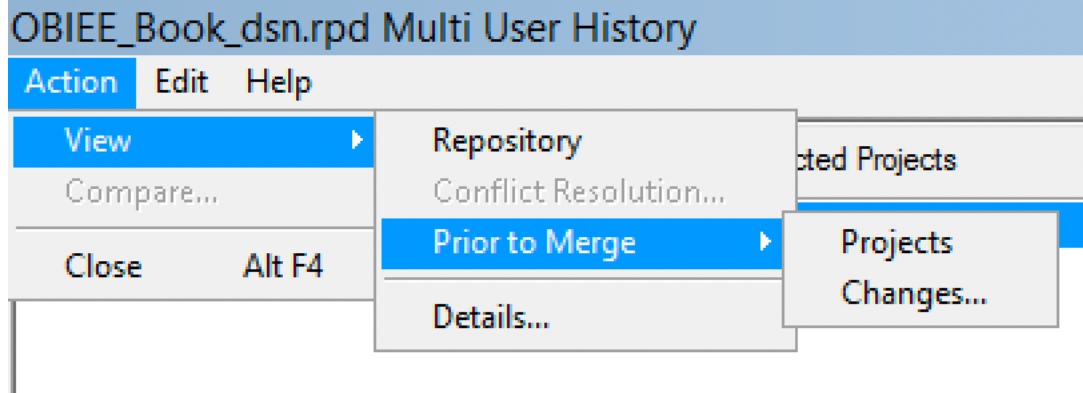 OBIEE_Book_dsn.rpd Multi User History
Action Edit Help
View
Compare...
Close Alt F4
Repository
Conflict Resolution...
Prior to Merge
Details...
Projects
Projects
Changes...